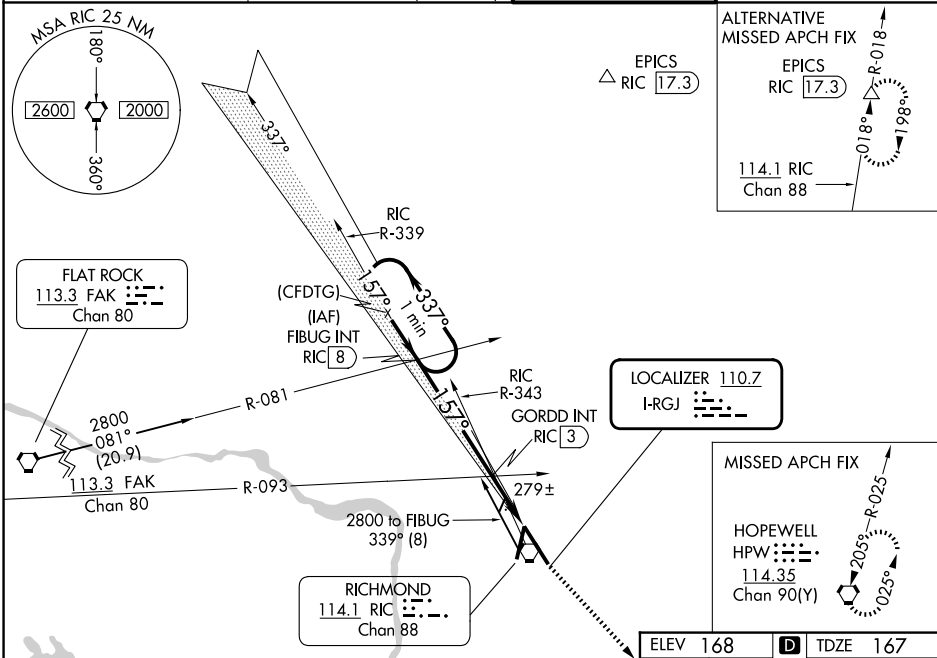 MSA RIC 25 NM
180°
2600
2000
360°
EPICS
RIC 17.3
ALTERNATIVE
MISSED APCH FIX
EPICS
RIC 17.3
R-018
018°
198°
114.1 RIC
Chan 88
337°
RIC
R-339
FLAT ROCK
113.3 FAK
Chan 80
(CFDTG)
(IAF)
FIBUG INT
RIC 8
157°
X
337°
1 min
RIC
R-343
157°
LOCALIZER 110.7
I-RGJ
GORDD INT
RIC 3
2800
081°
(20.9)
R-081
113.3 FAK
Chan 80
R-093
279±
2800 to FIBUG
339° (8)
MISSED APCH FIX
R-025
HOPEWELL
HPW
114.35
Chan 90(Y)
205°
025°
RICHMOND
114.1 RIC
Chan 88
ELEV 168 D TDZE 167